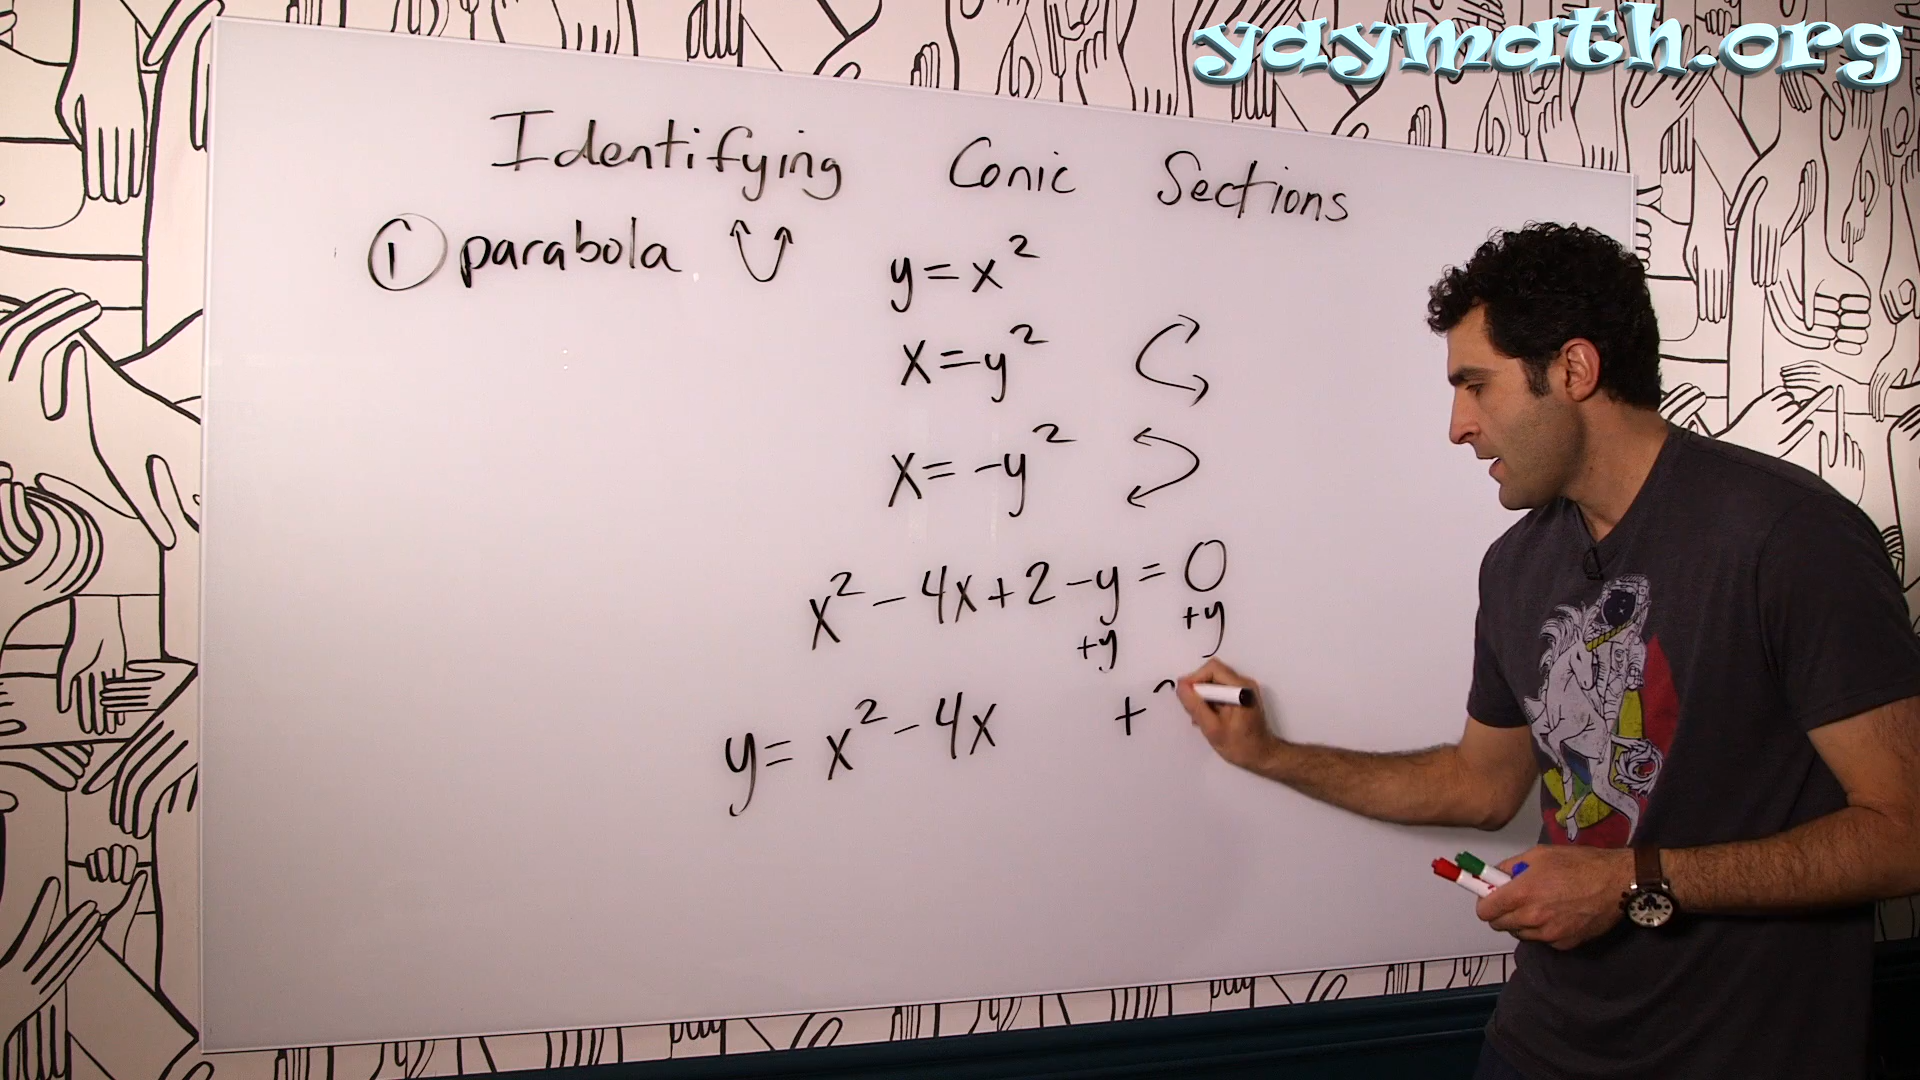 yaymath.org
Identifying Conic Sections
① parabola
y = x²
x = y²
x = -y²
x² - 4x + 2 - y = 0
+y +y
y = x² - 4x +